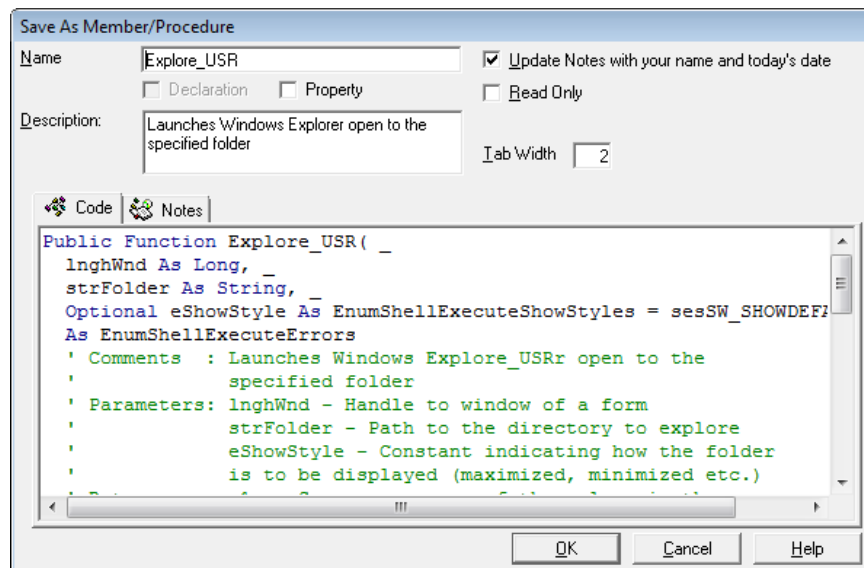 Save As Member/Procedure
Name
Explore_USR
Update Notes with your name and today's date
Declaration
Property
Read Only
Description:
Launches Windows Explorer open to the
specified folder
Tab Width
2
Code
Notes
Public Function Explore_USR( _
lnghWnd As Long, _
strFolder As String, _
Optional eShowStyle As EnumShellExecuteShowStyles =
As EnumShellExecuteErrors
' Comments  : Launches Windows Explore_USRr open to the
'             specified folder
' Parameters: lnghWnd - Handle to window of a form
'             strFolder - Path to the directory to explore
'             eShowStyle - Constant indicating how the folder
'             is to be displayed (maximized, minimized etc.)
OK
Cancel
Help